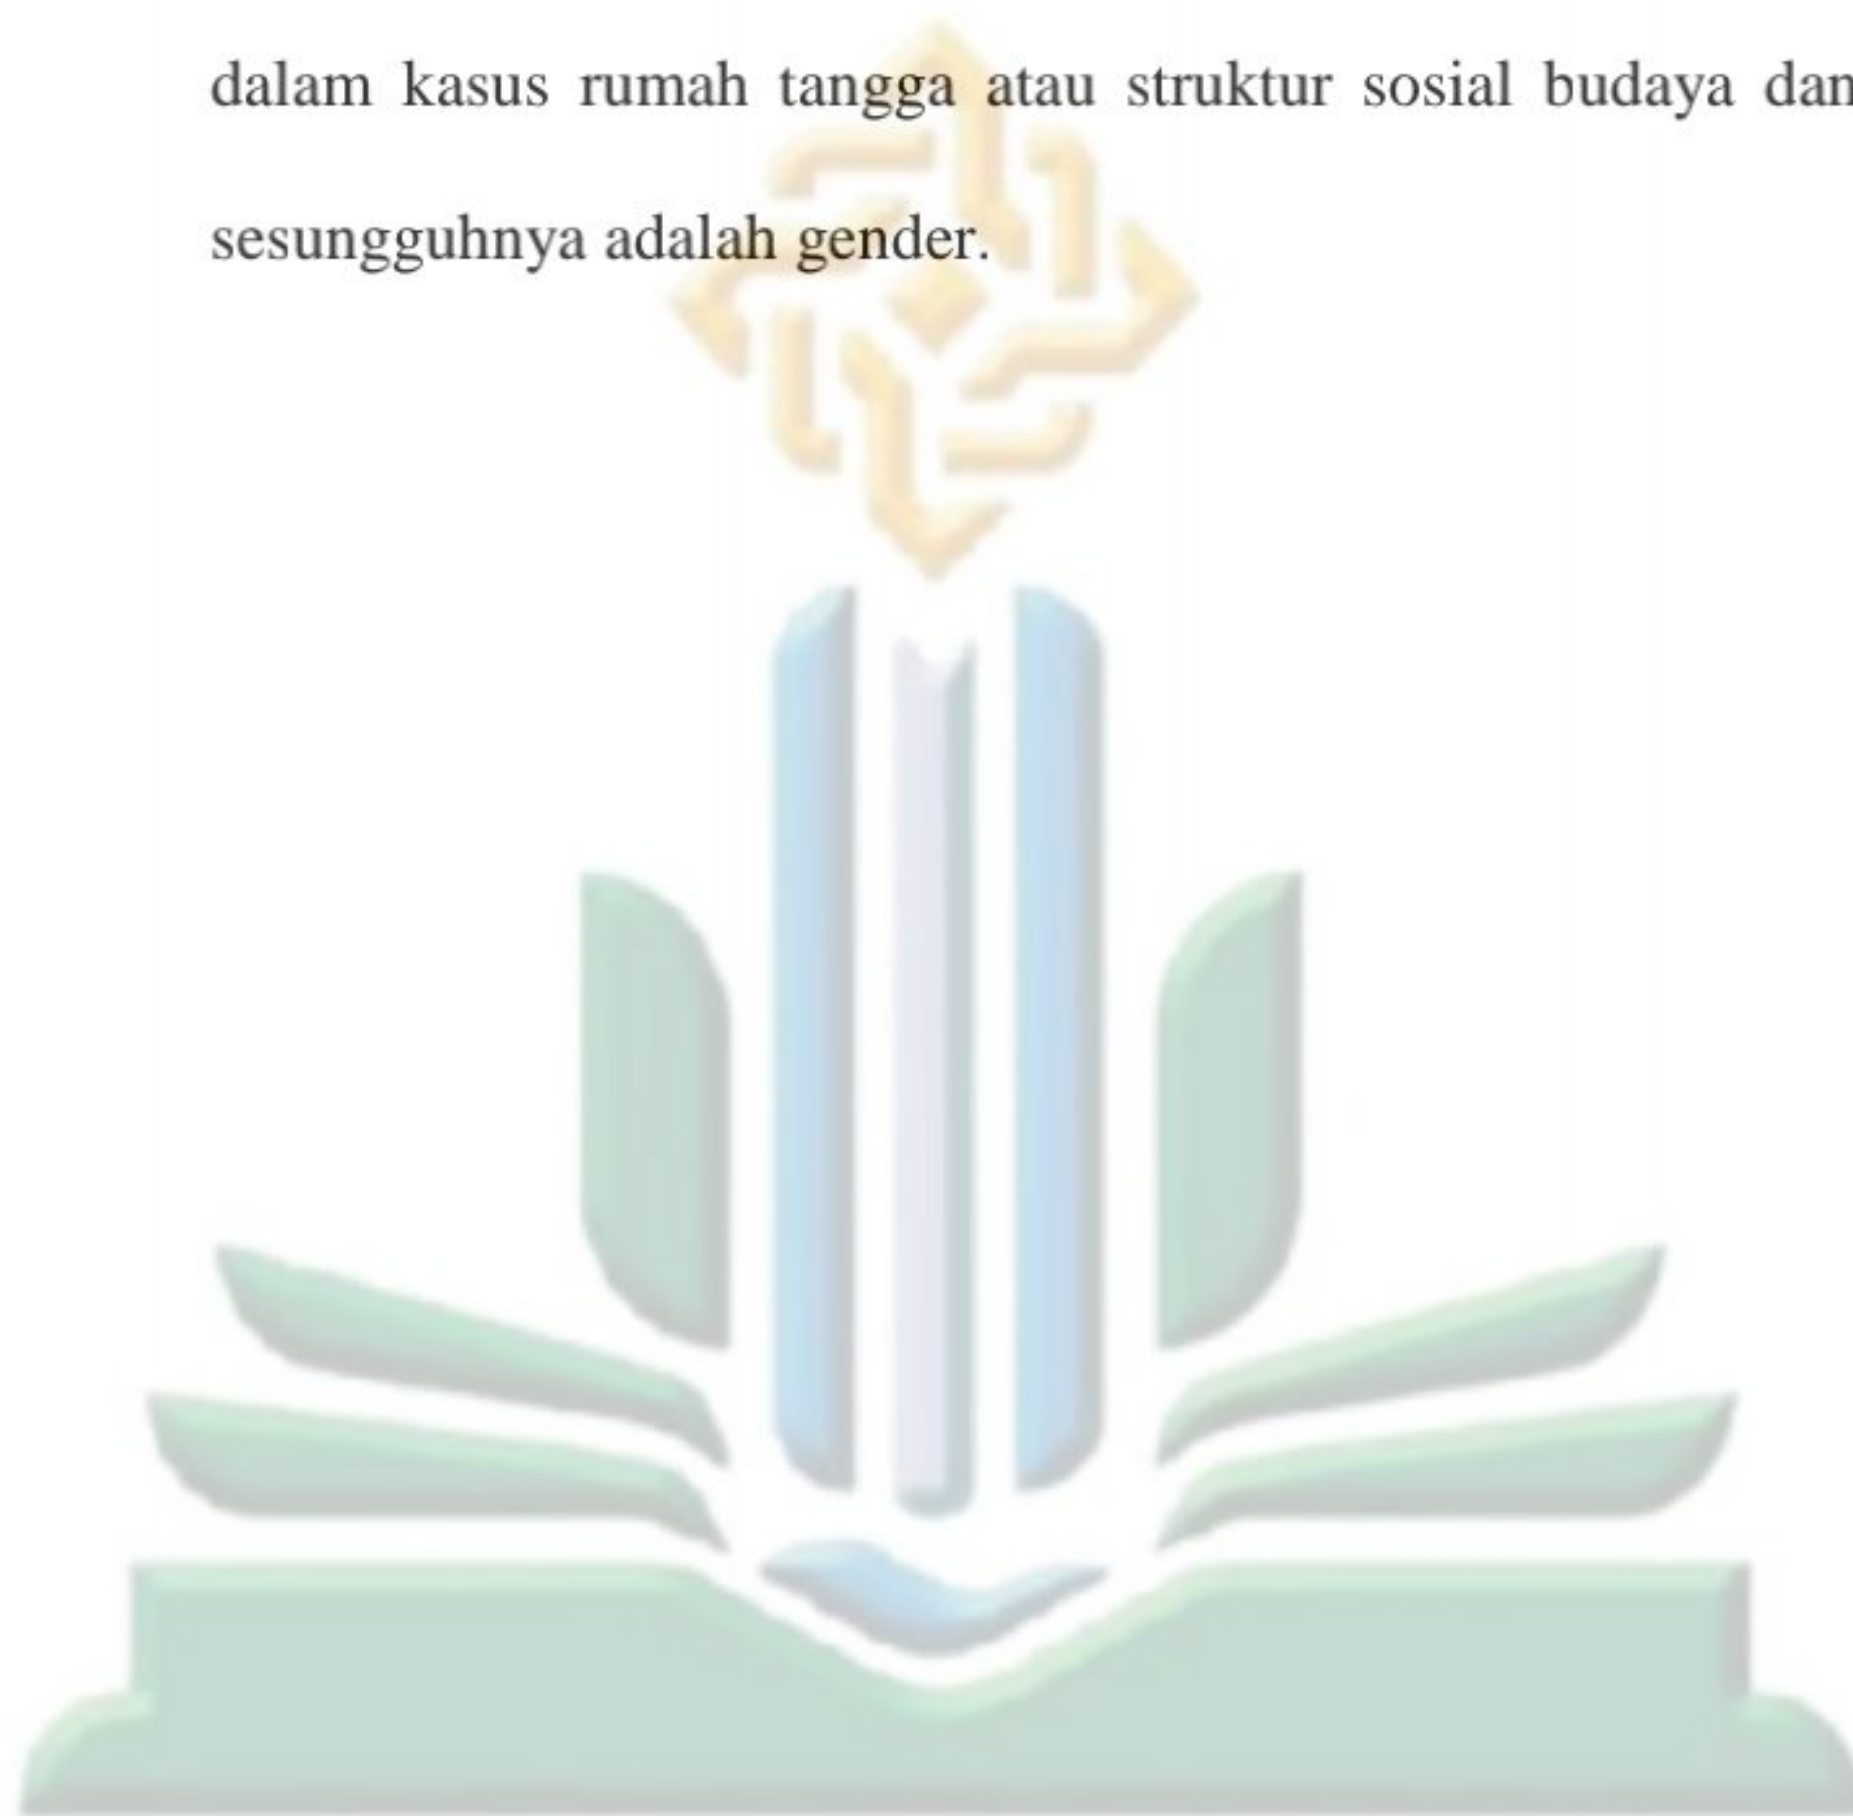 dalam kasus rumah tangga atau struktur sosial budaya dan
sesungguhnya adalah gender.